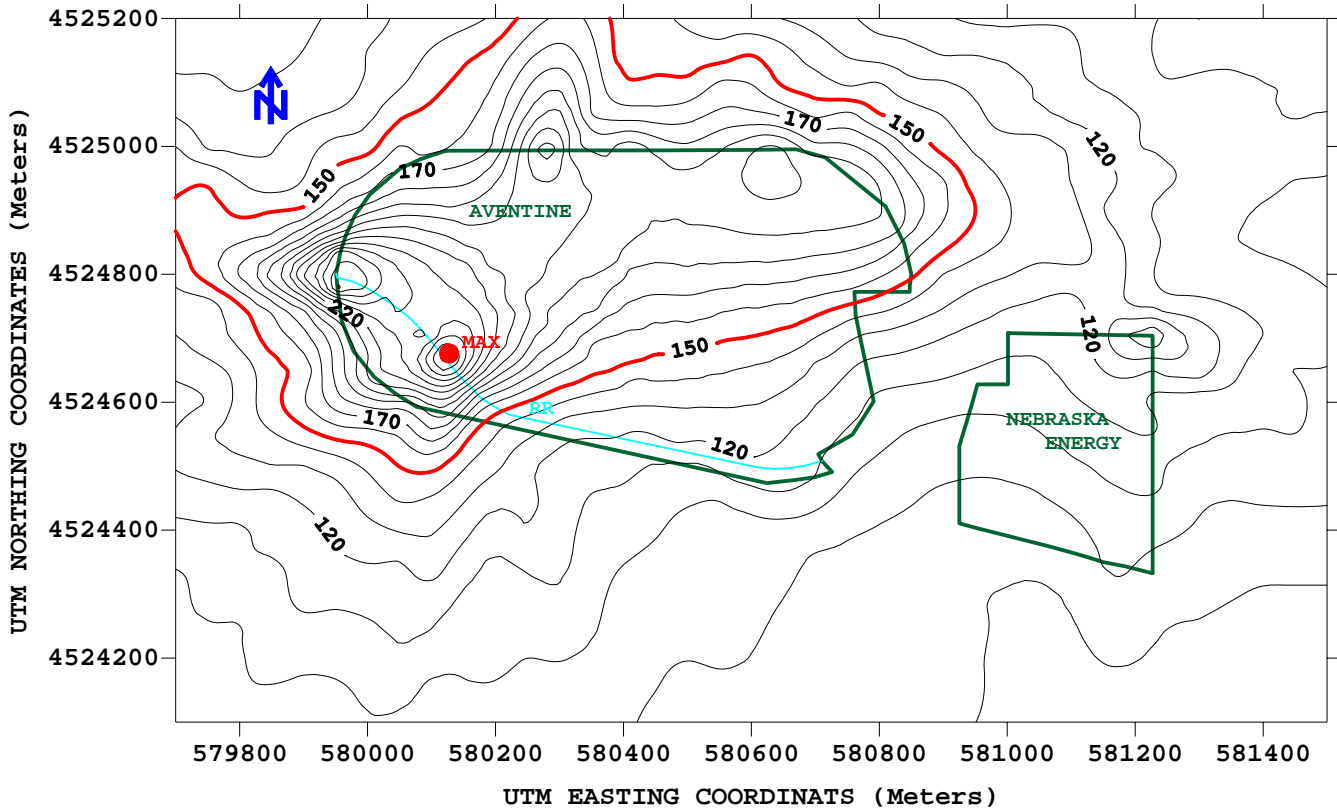 4525200
4525000
4524800
4524600
4524400
4524200
UTM NORTHING COORDINATES (Meters)
N
150
170
170
150
120
AVENTINE
220
MAX
150
120
RR
170
120
120
NEBRASKA
ENERGY
579800 580000 580200 580400 580600 580800 581000 581200 581400
UTM EASTING COORDINATS (Meters)